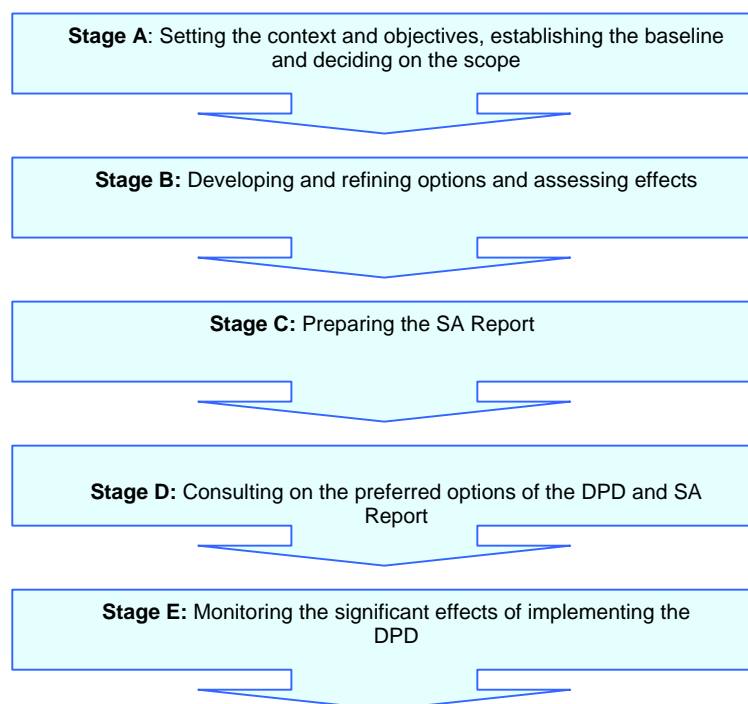 Stage A: Setting the context and objectives, establishing the baseline
and deciding on the scope
Stage B: Developing and refining options and assessing effects
Stage C: Preparing the SA Report
Stage D: Consulting on the preferred options of the DPD and SA
Report
Stage E: Monitoring the significant effects of implementing the
DPD